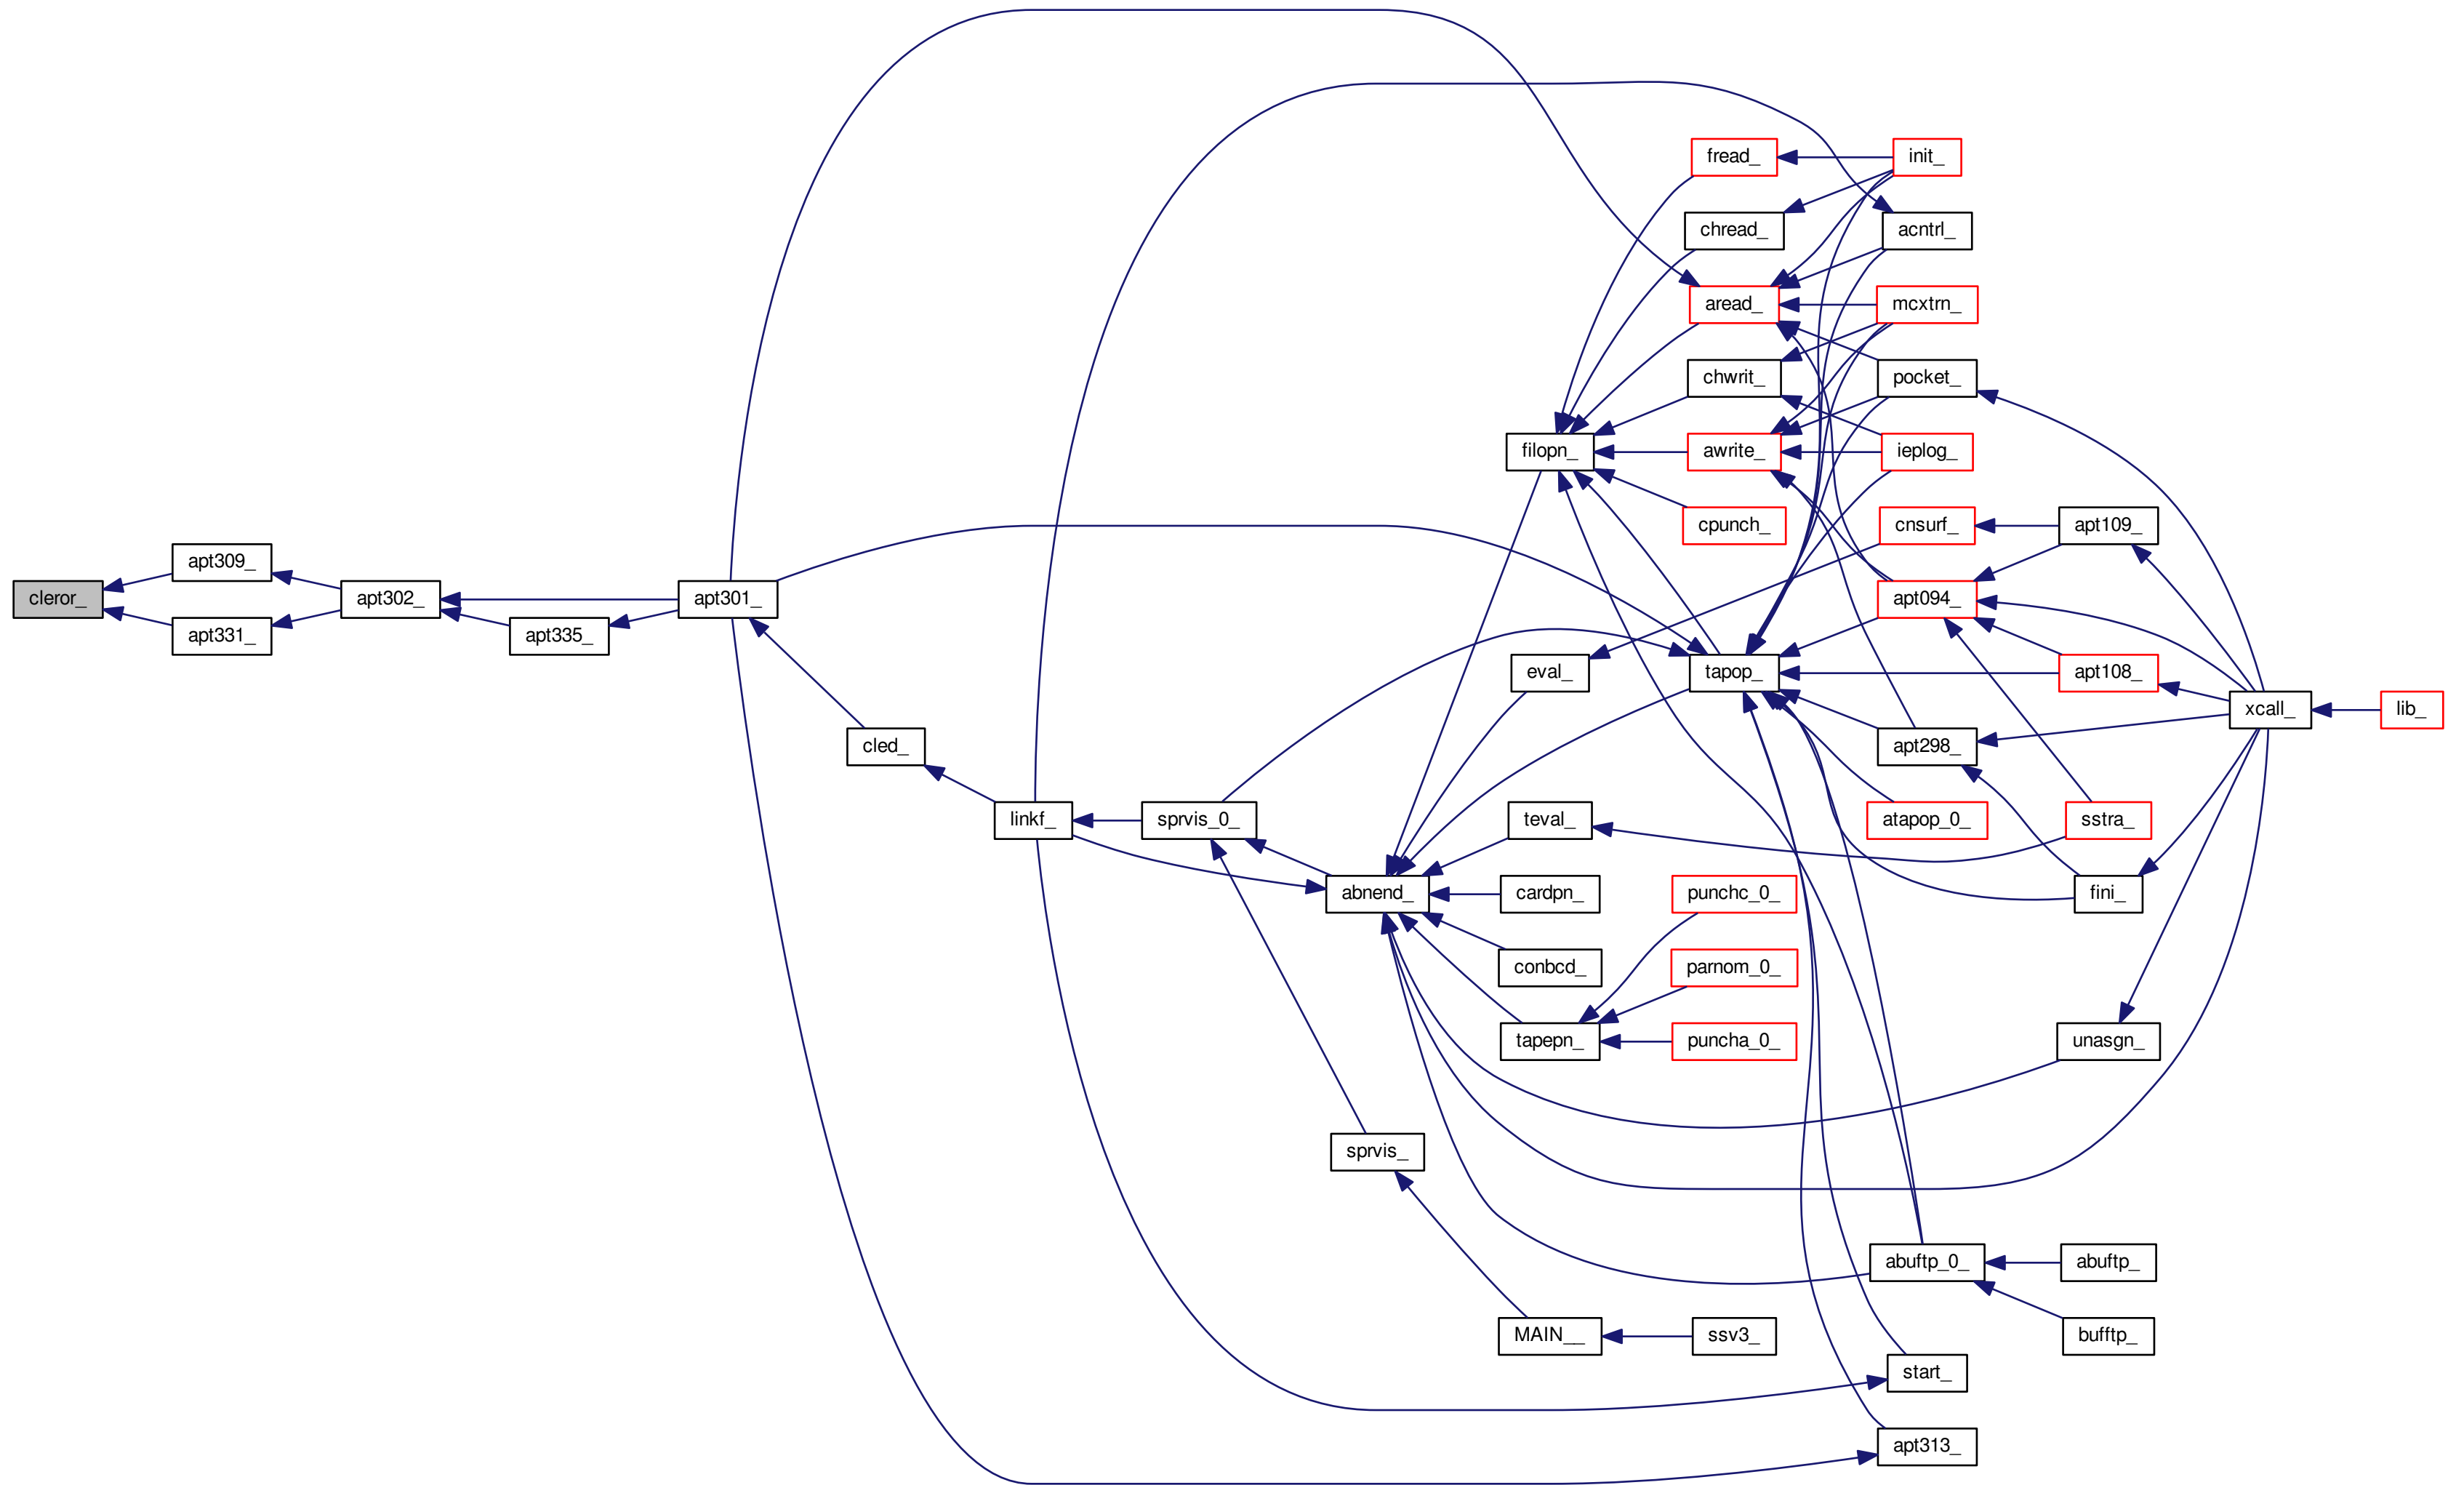 cleror_
apt309_
apt331_
apt302_
apt335_
apt301_
cled_
linkf_
sprvis_0_
abnend_
sprvis_
filopn_
eval_
teval_
cardpn_
conbcd_
tapepn_
MAIN__
fread_
chread_
aread_
chwrit_
awrite_
cpunch_
tapop_
punchc_0_
parnom_0_
puncha_0_
ssv3_
init_
acntrl_
mcxtrn_
pocket_
ieplog_
cnsurf_
apt094_
apt298_
atapop_0_
abuftp_0_
start_
apt313_
apt109_
apt108_
sstra_
fini_
unasgn_
abuftp_
bufftp_
xcall_
lib_